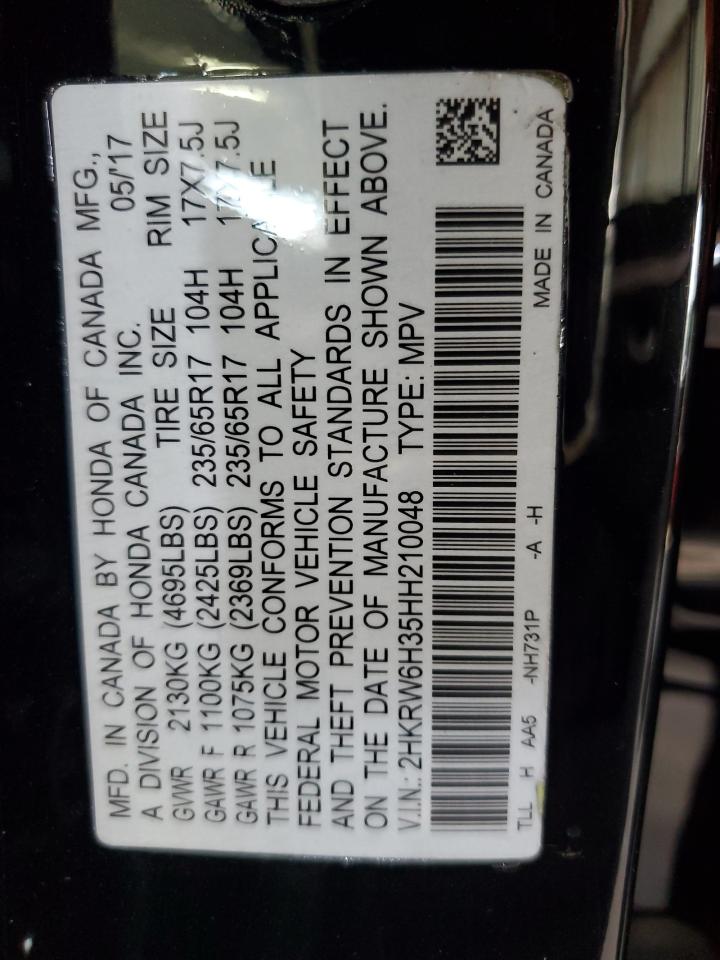 MFD. IN CANADA BY HONDA OF CANADA MFG.,
A DIVISION OF HONDA CANADA INC. 05/'17
GVWR 2130KG (4695LBS) TIRE SIZE RIM SIZE
GAWR F 1100KG (2425LBS) 235/65R17 104H 17X7.5J
GAWR R 1075KG (2369LBS) 235/65R17 104H 17X7.5J
THIS VEHICLE CONFORMS TO ALL APPLICABLE
FEDERAL MOTOR VEHICLE SAFETY
AND THEFT PREVENTION STANDARDS IN EFFECT
ON THE DATE OF MANUFACTURE SHOWN ABOVE.
V.I.N.: 2HKRW6H35HH210048 TYPE: MPV
TLL H AA5 -NH731P -A -H
MADE IN CANADA